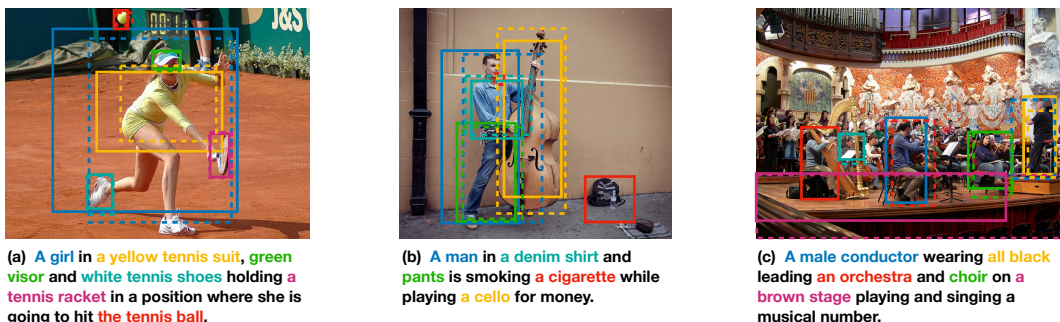 J&S
(a) A girl in a yellow tennis suit, green
visor and white tennis shoes holding a
tennis racket in a position where she is
going to hit the tennis ball.
(b) A man in a denim shirt and
pants is smoking a cigarette while
playing a cello for money.
(c) A male conductor wearing all black
leading an orchestra and choir on a
brown stage playing and singing a
musical number.